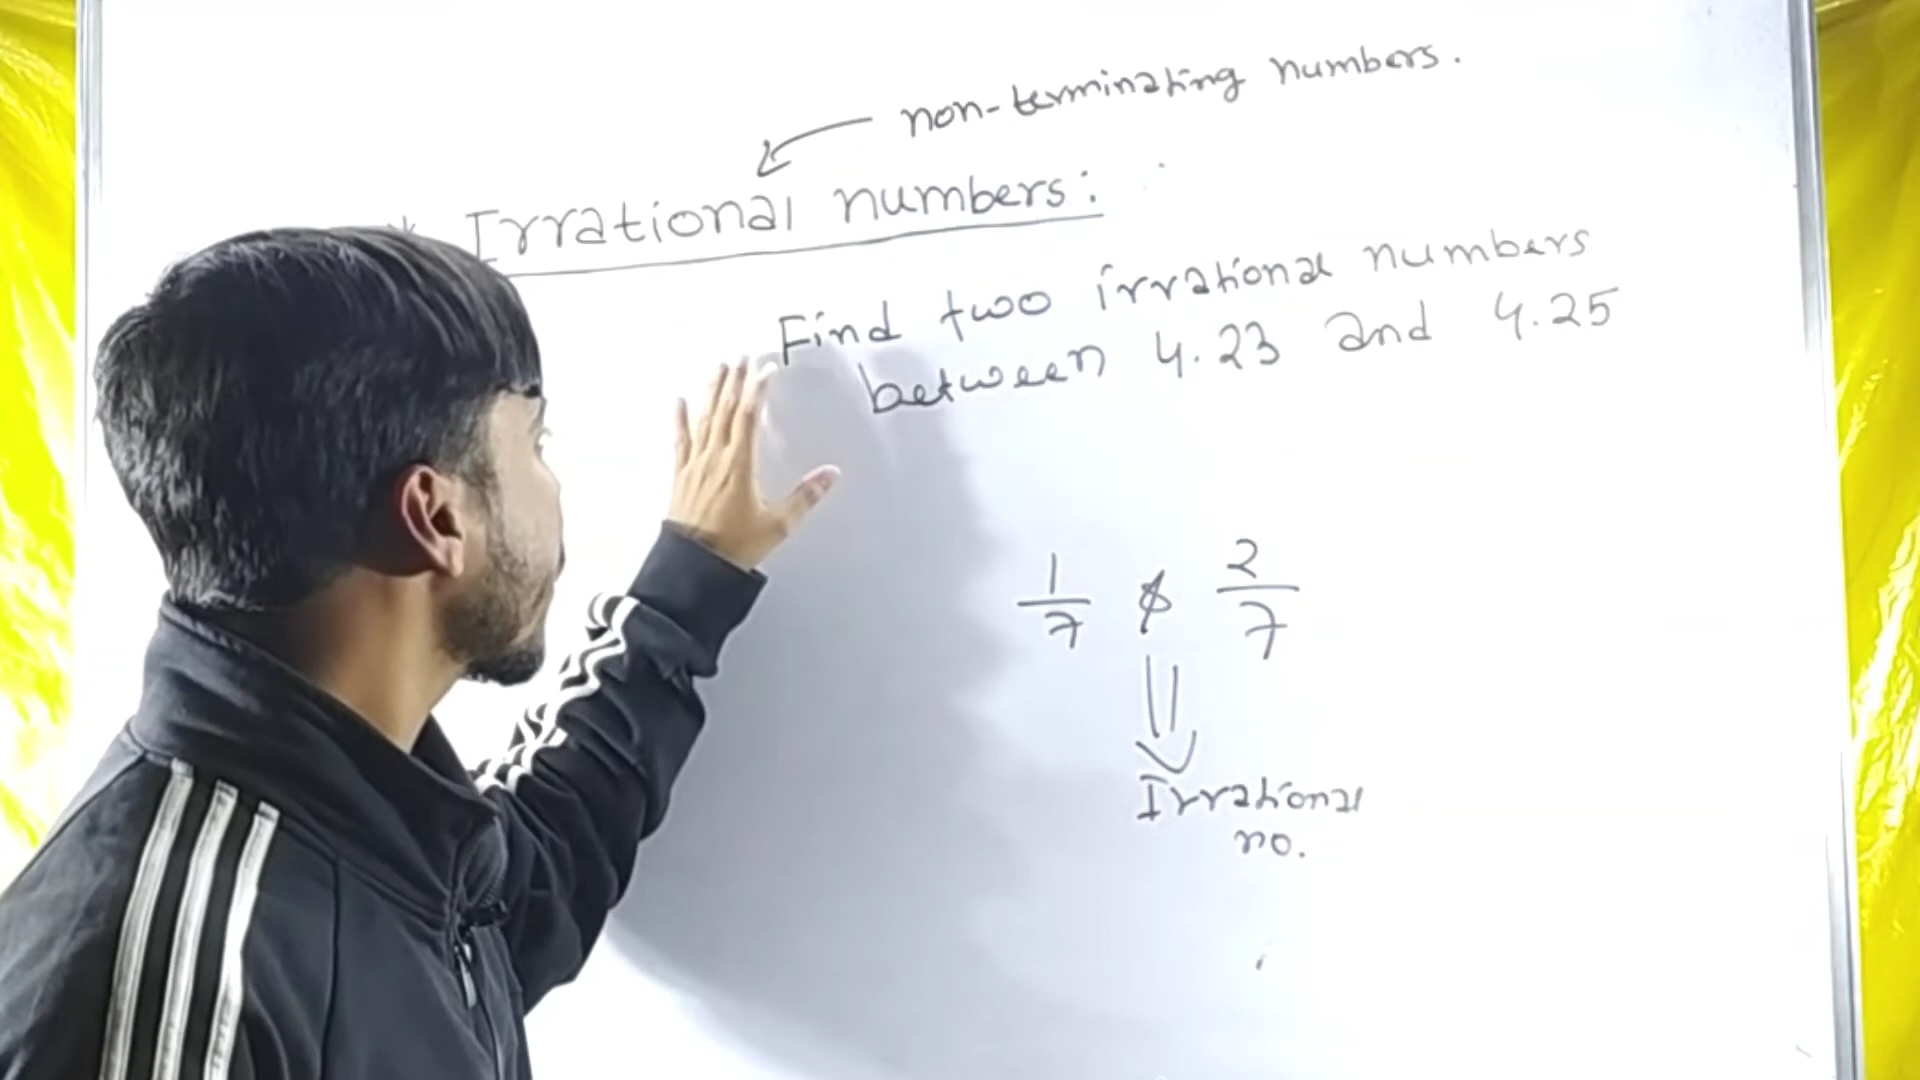 non-terminating numbers.
* Irrational numbers:
Find two irrational numbers
between 4.23 and 4.25
1/7 & 2/7
Irrational
no.